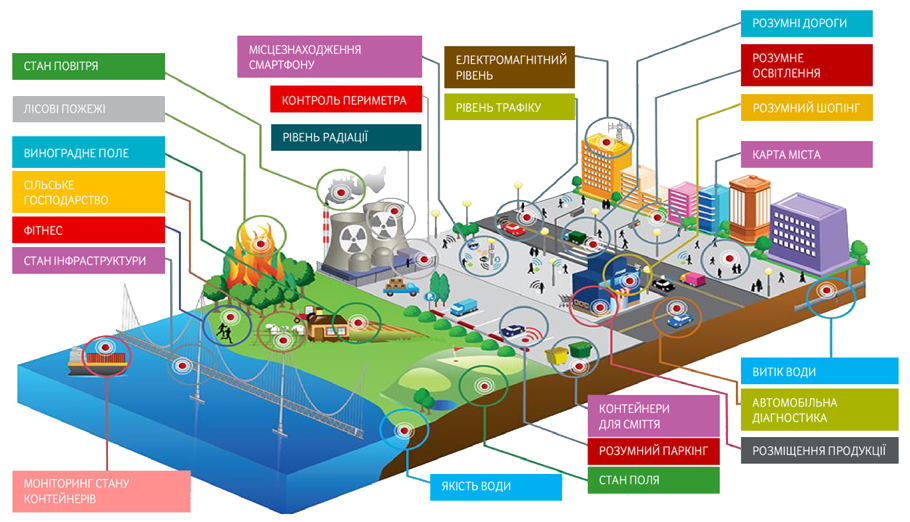 СТАН ПОВІТРЯ
ЛІСОВІ ПОЖЕЖІ
ВИНОГРАДНЕ ПОЛЕ
СІЛЬСЬКЕ
ГОСПОДАРСТВО
ФІТНЕС
СТАН ІНФРАСТРУКТУРИ
МІСЦЕЗНАХОДЖЕННЯ
СМАРТФОНУ
КОНТРОЛЬ ПЕРИМЕТРА
РІВЕНЬ РАДІАЦІЇ
ЕЛЕКТРОМАГНІТНИЙ
РІВЕНЬ
РІВЕНЬ ТРАФІКУ
РОЗУМНІ ДОРОГИ
РОЗУМНЕ
ОСВІТЛЕННЯ
РОЗУМНИЙ ШОПІНГ
КАРТА МІСТА
ВИТІК ВОДИ
АВТОМОБІЛЬНА
ДІАГНОСТИКА
РОЗМІЩЕННЯ ПРОДУКЦІЇ
КОНТЕЙНЕРИ
ДЛЯ СМІТТЯ
РОЗУМНИЙ ПАРКІНГ
СТАН ПОЛЯ
ЯКІСТЬ ВОДИ
МОНІТОРИНГ СТАНУ
КОНТЕЙНЕРІВ